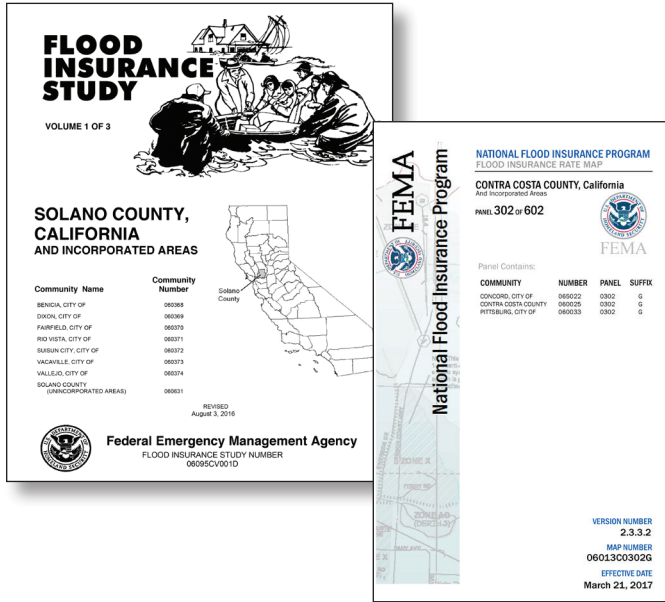 FLOOD
INSURANCE
STUDY
VOLUME 1 OF 3
SOLANO COUNTY,
CALIFORNIA
AND INCORPORATED AREAS
Community Name Community Number
BENICIA, CITY OF 060368
DIXON, CITY OF 060369
FAIRFIELD, CITY OF 060370
RIO VISTA, CITY OF 060371
SUISUN CITY, CITY OF 060372
VACAVILLE, CITY OF 060373
VALLEJO, CITY OF 060374
SOLANO COUNTY
(UNINCORPORATED AREAS) 060631
Solano
County
REVISED
August 3, 2016
Federal Emergency Management Agency
FLOOD INSURANCE STUDY NUMBER
06095CV001D
FEMA
National Flood Insurance Program
ZONE X
ZONE AO
NATIONAL FLOOD INSURANCE PROGRAM
FLOOD INSURANCE RATE MAP
CONTRA COSTA COUNTY, California
And Incorporated Areas
PANEL 302 OF 602
FEMA
Panel Contains:
COMMUNITY NUMBER PANEL SUFFIX
CONCORD, CITY OF 065022 0302 G
CONTRA COSTA COUNTY 060025 0302 G
PITTSBURG, CITY OF 060033 0302 G
VERSION NUMBER
2.3.3.2
MAP NUMBER
06013C0302G
EFFECTIVE DATE
March 21, 2017